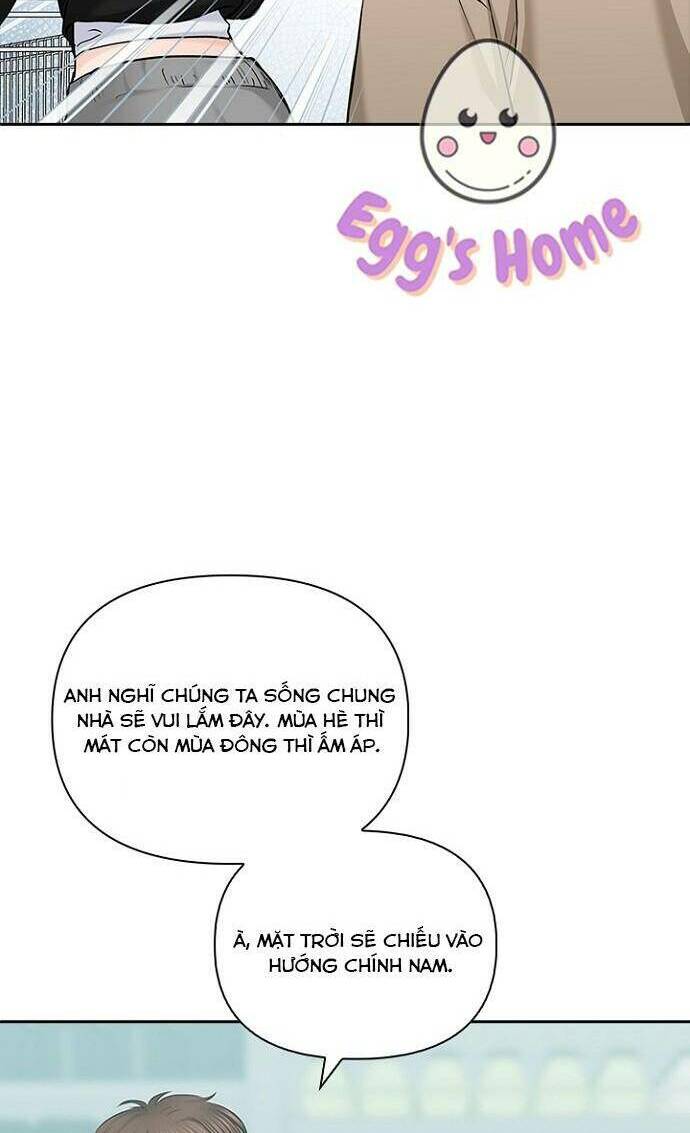 Egg's Home
ANH NGHĨ CHÚNG TA SỐNG CHUNG
NHÀ SẼ VUI LẮM ĐÂY. MÙA HÈ THÌ
MÁT CÒN MÙA ĐÔNG THÌ ẤM ÁP.
À, MẶT TRỜI SẼ CHIẾU VÀO
HƯỚNG CHÍNH NAM.